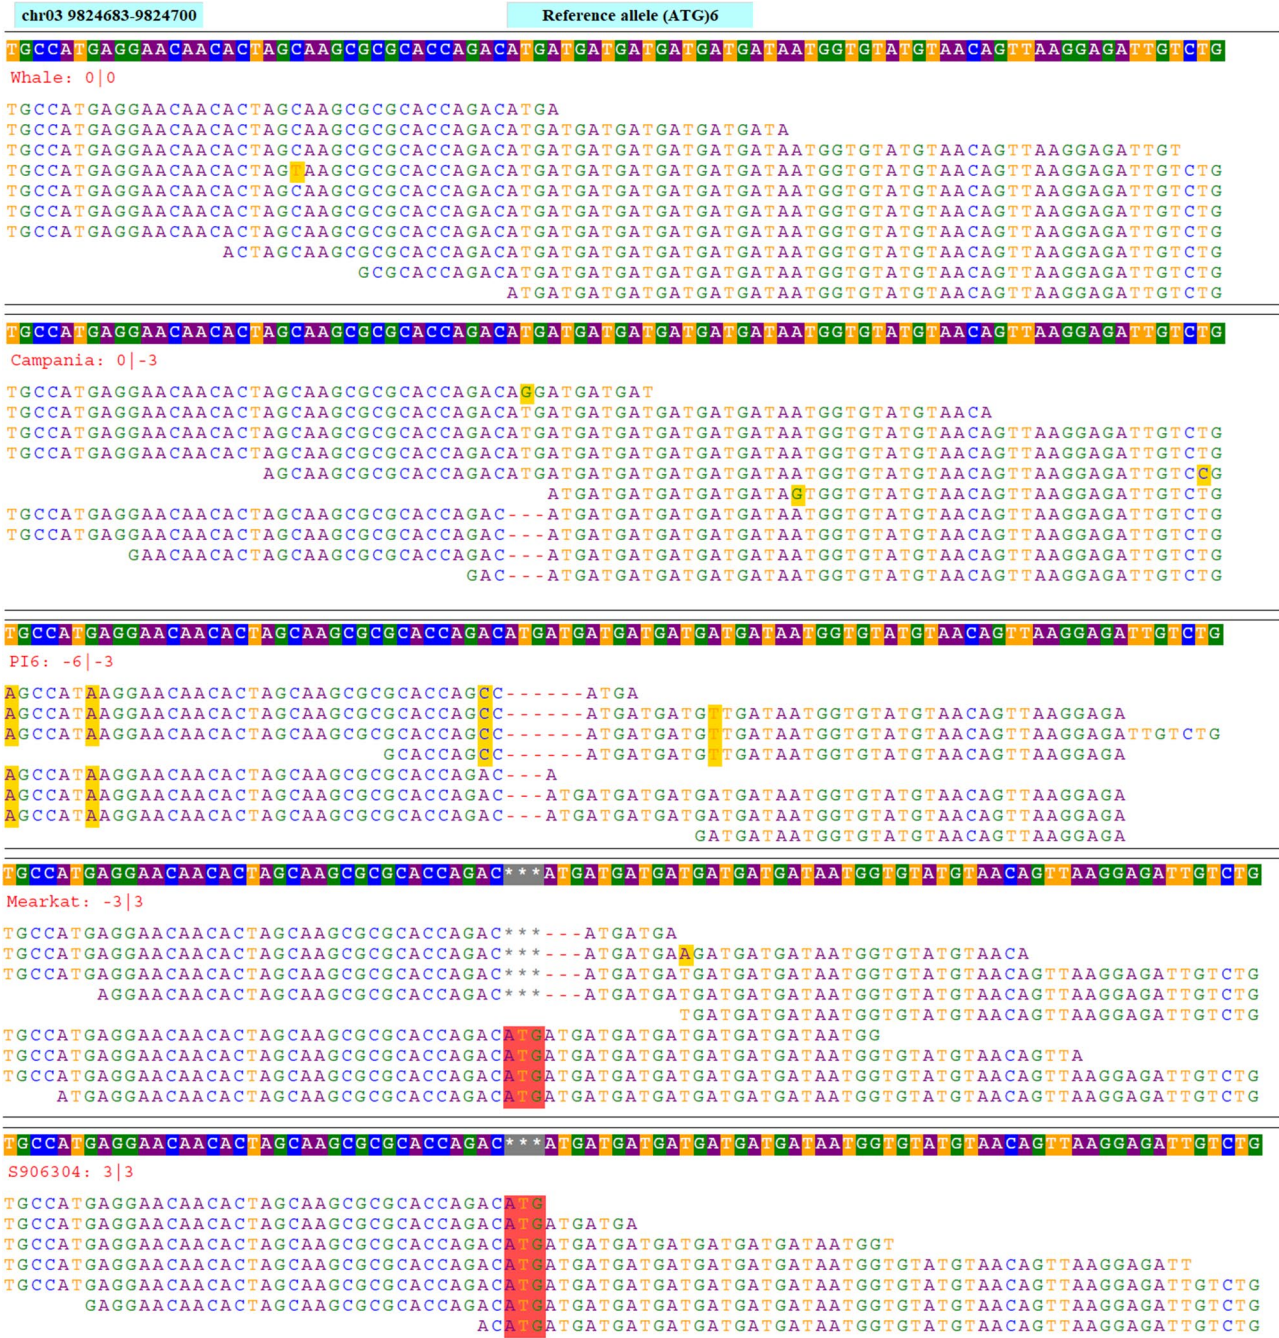 chr03 9824683-9824700 Reference allele (ATG)6
TGCCATGAGGAACAACACTAGCAAGCGCGCACCAGACATGATGATGATGATGATGATAATGGTGTATGTAACAGTTAAGGAGATTGTCTG
Whale: 0|0
TGCCATGAGGAACAACACTAGCAAGCGCGCACCAGACATGA
TGCCATGAGGAACAACACTAGCAAGCGCGCACCAGACATGATGATGATGATGATGATA
TGCCATGAGGAACAACACTAGCAAGCGCGCACCAGACATGATGATGATGATGATGATAATGGTGTATGTAACAGTTAAGGAGATTGT
TGCCATGAGGAACAACACTAGTAAGCGCGCACCAGACATGATGATGATGATGATGATAATGGTGTATGTAACAGTTAAGGAGATTGTCTG
TGCCATGAGGAACAACACTAGCAAGCGCGCACCAGACATGATGATGATGATGATGATAATGGTGTATGTAACAGTTAAGGAGATTGTCTG
TGCCATGAGGAACAACACTAGCAAGCGCGCACCAGACATGATGATGATGATGATGATAATGGTGTATGTAACAGTTAAGGAGATTGTCTG
TGCCATGAGGAACAACACTAGCAAGCGCGCACCAGACATGATGATGATGATGATGATAATGGTGTATGTAACAGTTAAGGAGATTGTCTG
ACTAGCAAGCGCGCACCAGACATGATGATGATGATGATGATAATGGTGTATGTAACAGTTAAGGAGATTGTCTG
GCGCACCAGACATGATGATGATGATGATGATAATGGTGTATGTAACAGTTAAGGAGATTGTCTG
ATGATGATGATGATGATGATAATGGTGTATGTAACAGTTAAGGAGATTGTCTG
TGCCATGAGGAACAACACTAGCAAGCGCGCACCAGACATGATGATGATGATGATGATAATGGTGTATGTAACAGTTAAGGAGATTGTCTG
Campania: 0|-3
TGCCATGAGGAACAACACTAGCAAGCGCGCACCAGACAGGATGATGAT
TGCCATGAGGAACAACACTAGCAAGCGCGCACCAGACATGATGATGATGATGATGATAATGGTGTATGTAACA
TGCCATGAGGAACAACACTAGCAAGCGCGCACCAGACATGATGATGATGATGATGATAATGGTGTATGTAACAGTTAAGGAGATTGTCTG
TGCCATGAGGAACAACACTAGCAAGCGCGCACCAGACATGATGATGATGATGATGATAATGGTGTATGTAACAGTTAAGGAGATTGTCTG
AGCAAGCGCGCACCAGACATGATGATGATGATGATGATAATGGTGTATGTAACAGTTAAGGAGATTGTCCG
ATGATGATGATGATGATAGTGGTGTATGTAACAGTTAAGGAGATTGTCTG
TGCCATGAGGAACAACACTAGCAAGCGCGCACCAGAC---ATGATGATGATGATGATAATGGTGTATGTAACAGTTAAGGAGATTGTCTG
TGCCATGAGGAACAACACTAGCAAGCGCGCACCAGAC---ATGATGATGATGATGATAATGGTGTATGTAACAGTTAAGGAGATTGTCTG
GAACAACACTAGCAAGCGCGCACCAGAC---ATGATGATGATGATGATAATGGTGTATGTAACAGTTAAGGAGATTGTCTG
GAC---ATGATGATGATGATGATAATGGTGTATGTAACAGTTAAGGAGATTGTCTG
TGCCATGAGGAACAACACTAGCAAGCGCGCACCAGACATGATGATGATGATGATGATAATGGTGTATGTAACAGTTAAGGAGATTGTCTG
PI6: -6|-3
AGCCATAAGGAACAACACTAGCAAGCGCGCACCAGCC------ATGA
AGCCATAAGGAACAACACTAGCAAGCGCGCACCAGCC------ATGATGATGTTGATAATGGTGTATGTAACAGTTAAGGAGA
AGCCATAAGGAACAACACTAGCAAGCGCGCACCAGCC------ATGATGATGTTGATAATGGTGTATGTAACAGTTAAGGAGATTGTCTG
GCACCAGCC------ATGATGATGTTGATAATGGTGTATGTAACAGTTAAGGAGA
AGCCATAAGGAACAACACTAGCAAGCGCGCACCAGAC---A
AGCCATAAGGAACAACACTAGCAAGCGCGCACCAGAC---ATGATGATGATGATGATAATGGTGTATGTAACAGTTAAGGAGA
AGCCATAAGGAACAACACTAGCAAGCGCGCACCAGAC---ATGATGATGATGATGATAATGGTGTATGTAACAGTTAAGGAGA
GATGATAATGGTGTATGTAACAGTTAAGGAGA
TGCCATGAGGAACAACACTAGCAAGCGCGCACCAGAC***ATGATGATGATGATGATGATAATGGTGTATGTAACAGTTAAGGAGATTGTCTG
Mearkat: -3|3
TGCCATGAGGAACAACACTAGCAAGCGCGCACCAGAC***---ATGATGA
TGCCATGAGGAACAACACTAGCAAGCGCGCACCAGAC***---ATGATGAAGATGATGATAATGGTGTATGTAACA
TGCCATGAGGAACAACACTAGCAAGCGCGCACCAGAC***---ATGATGATGATGATGATAATGGTGTATGTAACAGTTAAGGAGATTGTCTG
AGGAACAACACTAGCAAGCGCGCACCAGAC***---ATGATGATGATGATGATAATGGTGTATGTAACAGTTAAGGAGATTGTCTG
TGATGATGATAATGGTGTATGTAACAGTTAAGGAGATTGTCTG
TGCCATGAGGAACAACACTAGCAAGCGCGCACCAGACATGATGATGATGATGATGATGATAATGG
TGCCATGAGGAACAACACTAGCAAGCGCGCACCAGACATGATGATGATGATGATGATGATAATGGTGTATGTAACAGTTA
TGCCATGAGGAACAACACTAGCAAGCGCGCACCAGACATGATGATGATGATGATGATGATAATGGTGTATGTAACAGTTAAGGAGATTGTCTG
ATGAGGAACAACACTAGCAAGCGCGCACCAGACATGATGATGATGATGATGATGATAATGGTGTATGTAACAGTTAAGGAGATTGTCTG
TGCCATGAGGAACAACACTAGCAAGCGCGCACCAGAC***ATGATGATGATGATGATGATAATGGTGTATGTAACAGTTAAGGAGATTGTCTG
S906304: 3|3
TGCCATGAGGAACAACACTAGCAAGCGCGCACCAGACATG
TGCCATGAGGAACAACACTAGCAAGCGCGCACCAGACATGATGATGA
TGCCATGAGGAACAACACTAGCAAGCGCGCACCAGACATGATGATGATGATGATGATGATAATGGT
TGCCATGAGGAACAACACTAGCAAGCGCGCACCAGACATGATGATGATGATGATGATGATAATGGTGTATGTAACAGTTAAGGAGATT
TGCCATGAGGAACAACACTAGCAAGCGCGCACCAGACATGATGATGATGATGATGATGATAATGGTGTATGTAACAGTTAAGGAGATTGTCTG
GAGGAACAACACTAGCAAGCGCGCACCAGACATGATGATGATGATGATGATGATAATGGTGTATGTAACAGTTAAGGAGATTGTCTG
ACATGATGATGATGATGATGATGATAATGGTGTATGTAACAGTTAAGGAGATTGTCTG